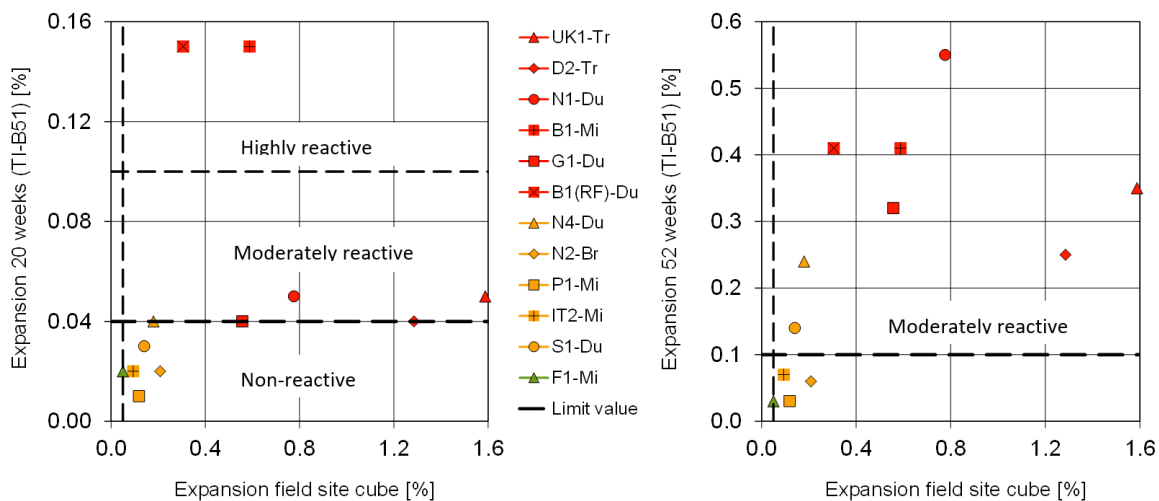 Expansion 20 weeks (TI-B51) [%]
0.16
0.12
0.08
0.04
0.00
Highly reactive
Moderately reactive
Non-reactive
0.0 0.4 0.8 1.2 1.6
Expansion field site cube [%]
UK1-Tr
D2-Tr
N1-Du
B1-Mi
G1-Du
B1(RF)-Du
N4-Du
N2-Br
P1-Mi
IT2-Mi
S1-Du
F1-Mi
Limit value
Expansion 52 weeks (TI-B51) [%]
0.6
0.5
0.4
0.3
0.2
0.1
0.0
Moderately reactive
0.0 0.4 0.8 1.2 1.6
Expansion field site cube [%]